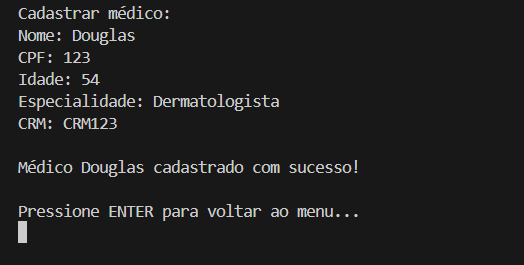 Cadastrar médico:
Nome: Douglas
CPF: 123
Idade: 54
Especialidade: Dermatologista
CRM: CRM123
Médico Douglas cadastrado com sucesso!
Pressione ENTER para voltar ao menu...